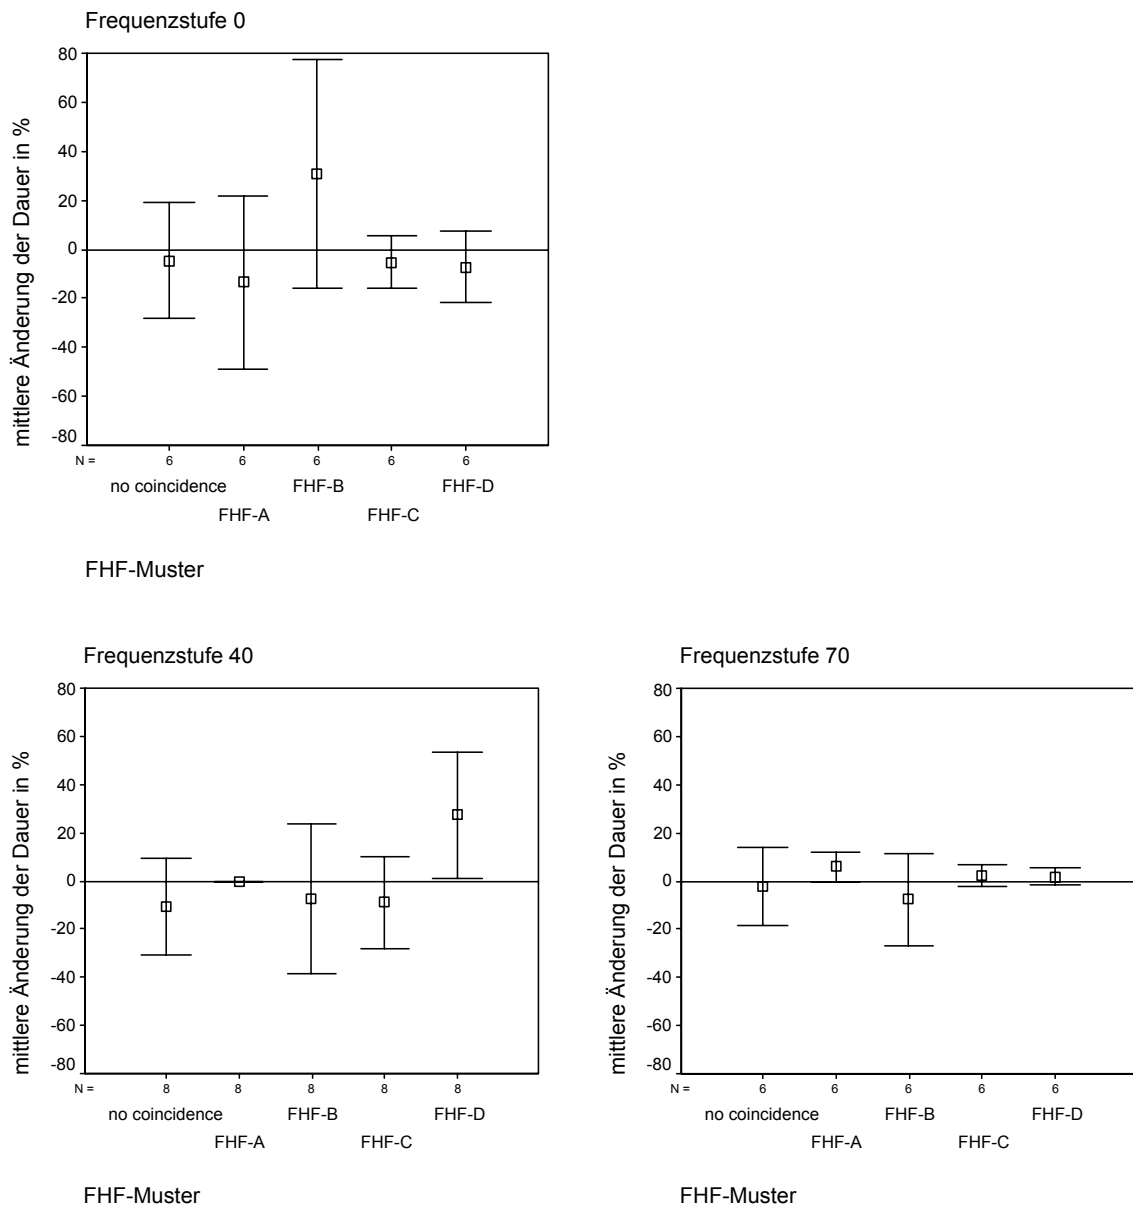 Frequenzstufe 0
mittlere Änderung der Dauer in %
80
60
40
20
0
-20
-40
-60
-80
N = 6 6 6 6 6
no coincidence FHF-B FHF-D
FHF-A FHF-C
FHF-Muster
Frequenzstufe 40
mittlere Änderung der Dauer in %
80
60
40
20
0
-20
-40
-60
-80
N = 8 8 8 8 8
no coincidence FHF-B FHF-D
FHF-A FHF-C
FHF-Muster
Frequenzstufe 70
mittlere Änderung der Dauer in %
80
60
40
20
0
-20
-40
-60
-80
N = 6 6 6 6 6
no coincidence FHF-B FHF-D
FHF-A FHF-C
FHF-Muster